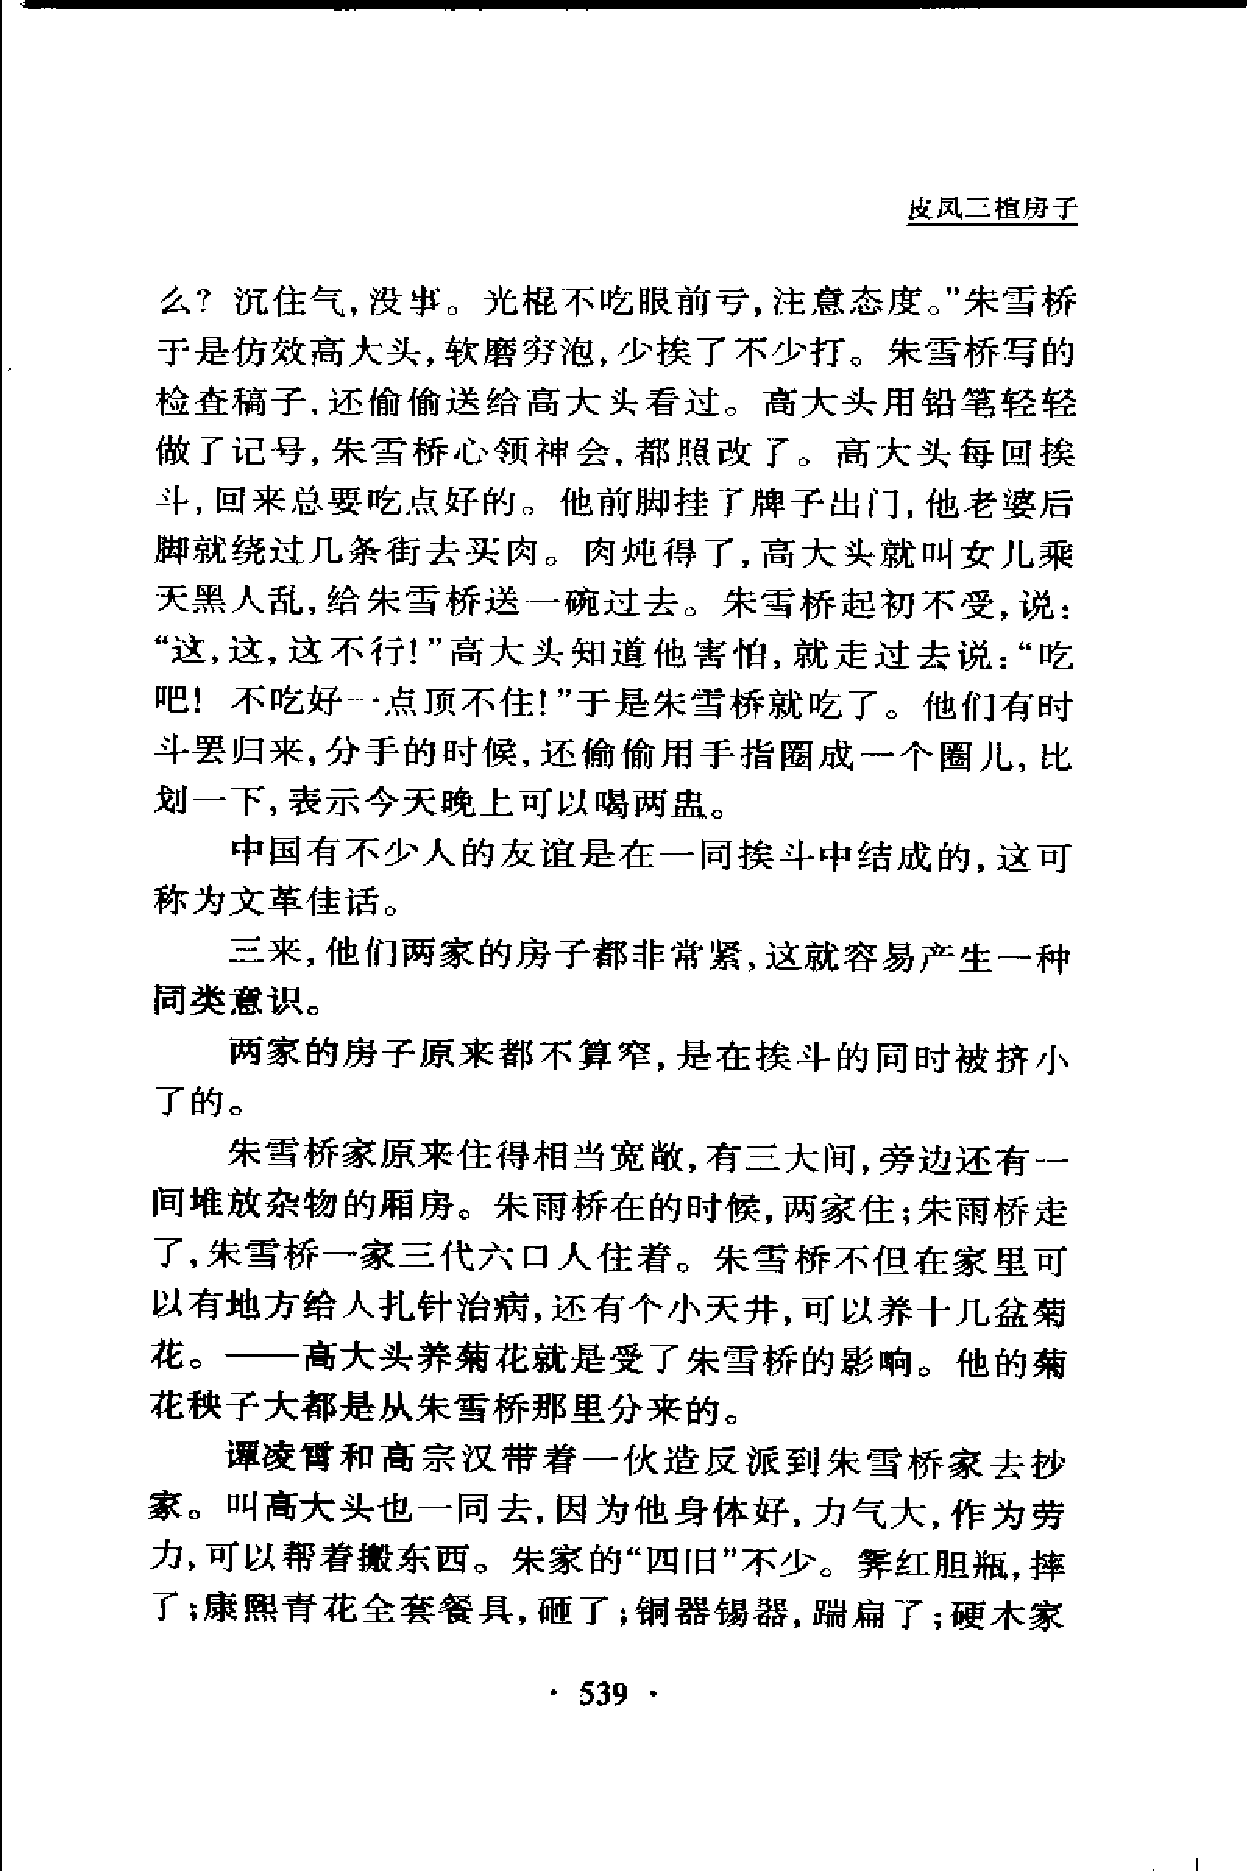 皮凤三楦房子
么？沉住气，没事。光棍不吃眼前亏，注意态度。”朱雪桥
于是仿效高大头，软磨穷泡，少挨了不少打。朱雪桥写的
检查稿子，还偷偷送给高大头看过。高大头用铅笔轻轻
做了记号，朱雪桥心领神会，都照改了。高大头每回挨
斗，回来总要吃点好的。他前脚挂了牌子出门，他老婆后
脚就绕过几条街去买肉。肉炖得了，高大头就叫女儿乘
天黑人乱，给朱雪桥送一碗过去。朱雪桥起初不受，说：
“这，这，这不行！”高大头知道他害怕，就走过去说：“吃
吧！不吃好一点顶不住！”于是朱雪桥就吃了。他们有时
斗罢归来，分手的时候，还偷偷用手指圈成一个圈儿，比
划一下，表示今天晚上可以喝两盅。
中国有不少人的友谊是在一同挨斗中结成的，这可
称为文革佳话。
三来，他们两家的房子都非常紧，这就容易产生一种
同类意识。
两家的房子原来都不算窄，是在挨斗的同时被挤小
了的。
朱雪桥家原来住得相当宽敞，有三大间，旁边还有一
间堆放杂物的厢房。朱雨桥在的时候，两家住；朱雨桥走
了，朱雪桥一家三代六口人住着。朱雪桥不但在家里可
以有地方给人扎针治病，还有个小天井，可以养十几盆菊
花。——高大头养菊花就是受了朱雪桥的影响。他的菊
花秧子大都是从朱雪桥那里分来的。
谭凌霄和高宗汉带着一伙造反派到朱雪桥家去抄
家。叫高大头也一同去，因为他身体好，力气大，作为劳
力，可以帮着搬东西。朱家的“四旧”不少。霁红胆瓶，摔
了；康熙青花全套餐具，砸了；铜器锡器，踹扁了；硬木家
· 539 ·